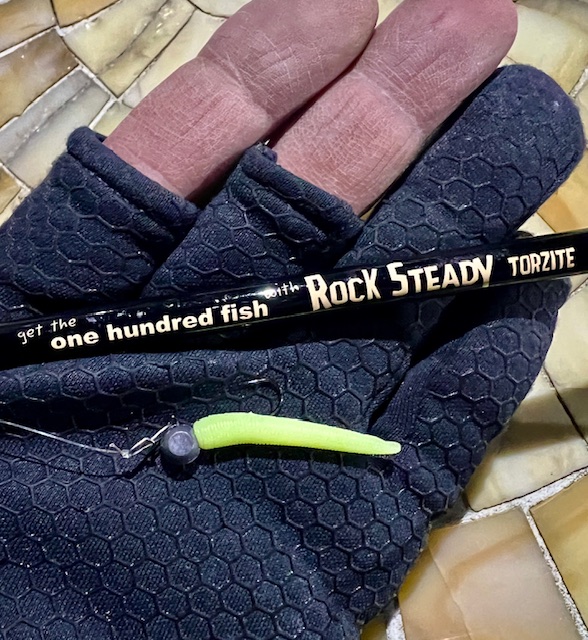 get the one hundred fish with ROCK STEADY TORZITE